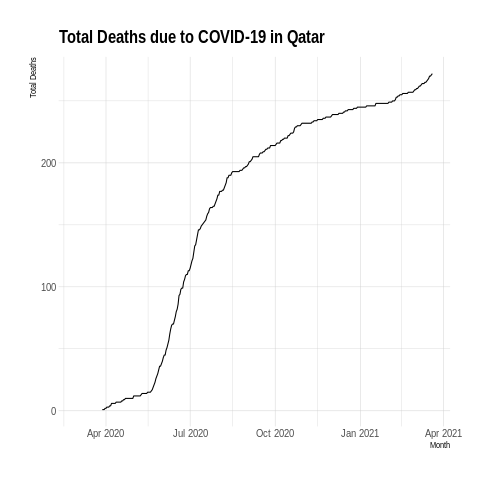 Total Deaths due to COVID-19 in Qatar
Total Deaths
200
100
0
Apr 2020 Jul 2020 Oct 2020 Jan 2021 Apr 2021
Month